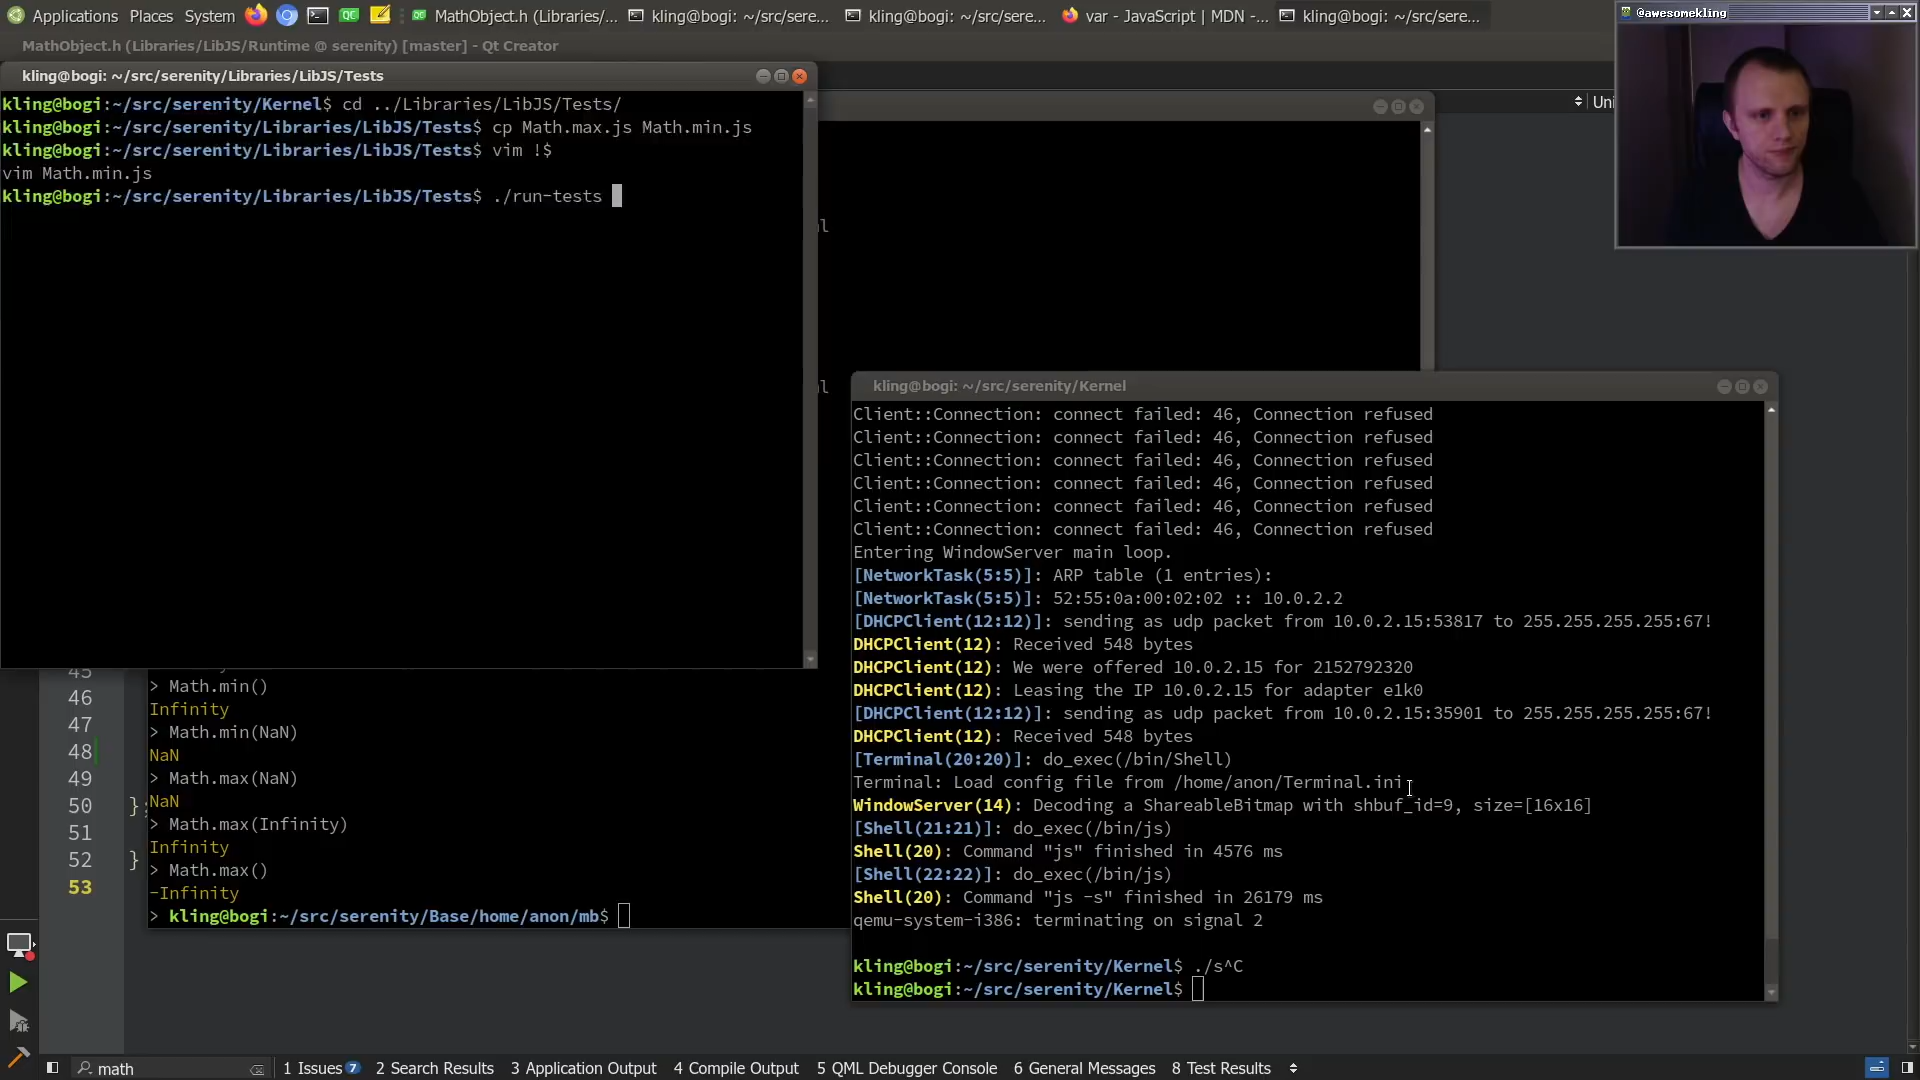 Applications Places System MathObject.h (Libraries/... kling@bogi: ~/src/sere... kling@bogi: ~/src/sere... var - JavaScript | MDN -... kling@bogi: ~/src/sere...
@awesomekling
MathObject.h (Libraries/LibJS/Runtime @ serenity) [master] - Qt Creator
kling@bogi: ~/src/serenity/Libraries/LibJS/Tests
kling@bogi:~/src/serenity/Kernel$ cd ../Libraries/LibJS/Tests/
kling@bogi:~/src/serenity/Libraries/LibJS/Tests$ cp Math.max.js Math.min.js
kling@bogi:~/src/serenity/Libraries/LibJS/Tests$ vim !$
vim Math.min.js
kling@bogi:~/src/serenity/Libraries/LibJS/Tests$ ./run-tests
Uni
kling@bogi: ~/src/serenity/Kernel
Client::Connection: connect failed: 46, Connection refused
Client::Connection: connect failed: 46, Connection refused
Client::Connection: connect failed: 46, Connection refused
Client::Connection: connect failed: 46, Connection refused
Client::Connection: connect failed: 46, Connection refused
Client::Connection: connect failed: 46, Connection refused
Entering WindowServer main loop.
[NetworkTask(5:5)]: ARP table (1 entries):
[NetworkTask(5:5)]: 52:55:0a:00:02:02 :: 10.0.2.2
[DHCPClient(12:12)]: sending as udp packet from 10.0.2.15:53817 to 255.255.255.255:67!
DHCPClient(12): Received 548 bytes
DHCPClient(12): We were offered 10.0.2.15 for 2152792320
DHCPClient(12): Leasing the IP 10.0.2.15 for adapter e1k0
[DHCPClient(12:12)]: sending as udp packet from 10.0.2.15:35901 to 255.255.255.255:67!
DHCPClient(12): Received 548 bytes
[Terminal(20:20)]: do_exec(/bin/Shell)
Terminal: Load config file from /home/anon/Terminal.ini
WindowServer(14): Decoding a ShareableBitmap with shbuf_id=9, size=[16x16]
[Shell(21:21)]: do_exec(/bin/js)
Shell(20): Command "js" finished in 4576 ms
[Shell(22:22)]: do_exec(/bin/js)
Shell(20): Command "js -s" finished in 26179 ms
qemu-system-i386: terminating on signal 2
kling@bogi:~/src/serenity/Kernel$ ./s^C
kling@bogi:~/src/serenity/Kernel$
45
46
47
48
49
50 };
51
52 }
53
> Math.min()
Infinity
> Math.min(NaN)
NaN
> Math.max(NaN)
NaN
> Math.max(Infinity)
Infinity
> Math.max()
-Infinity
> kling@bogi:~/src/serenity/Base/home/anon/mb$
math 1 Issues 7 2 Search Results 3 Application Output 4 Compile Output 5 QML Debugger Console 6 General Messages 8 Test Results